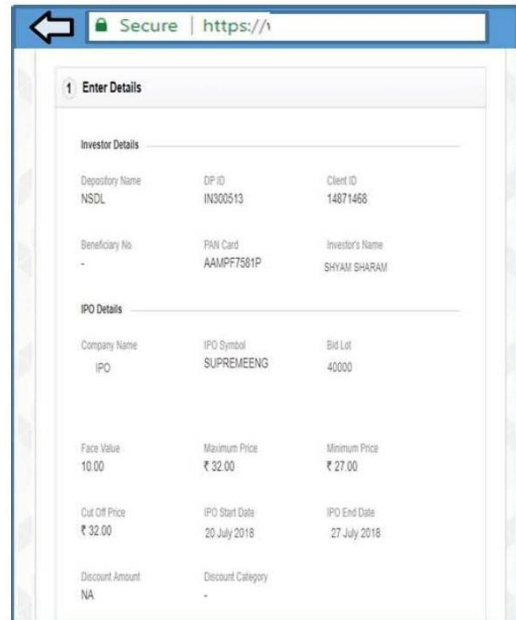 Secure | https://
1 Enter Details
Investor Details
Depository Name DP ID Client ID
NSDL IN300513 14871468
Beneficiary No PAN Card Investor's Name
- AAMPF7581P SHYAM SHARAM
IPO Details
Company Name IPO Symbol Bid Lot
IPO SUPREMEENG 40000
Face Value Maximum Price Minimum Price
10.00 ₹ 32.00 ₹ 27.00
Cut Off Price IPO Start Date IPO End Date
₹ 32.00 20 July 2018 27 July 2018
Discount Amount Discount Category
NA -